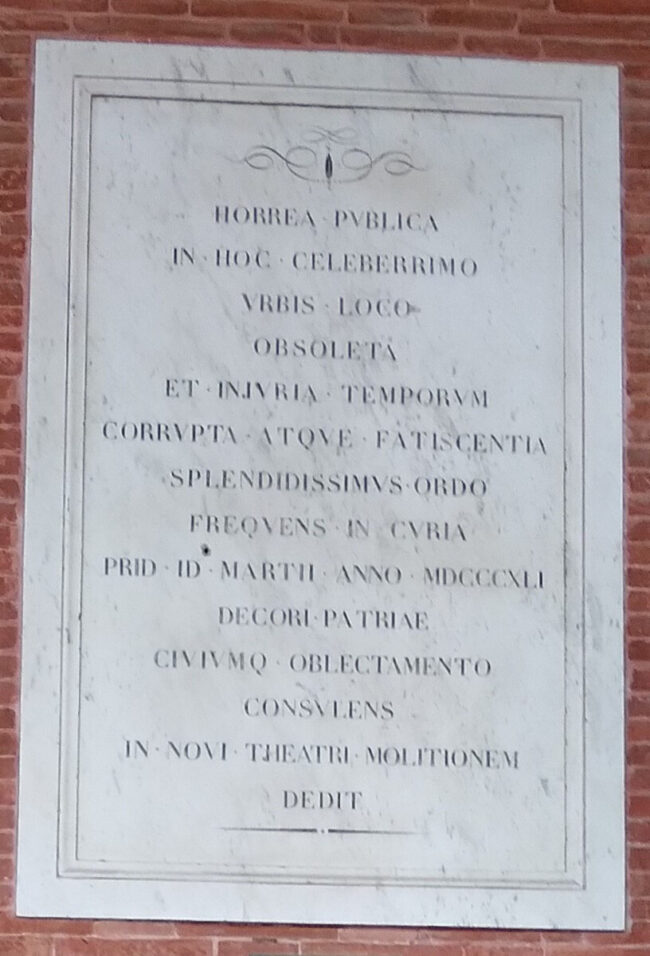 HORREA · PVBLICA
IN · HOC · CELEBERRIMO
VRBIS · LOCO
OBSOLETA
ET · INJVRIA · TEMPORVM
CORRVPTA · ATQVE · FATISCENTIA
SPLENDIDISSIMVS · ORDO
FREQVENS · IN · CVRIA
PRID · ID · MARTII · ANNO · MDCCCXLI
DECORI · PATRIAE
CIVIVMQ · OBLECTAMENTO
CONSVLENS
IN · NOVI · THEATRI · MOLITIONEM
DEDIT